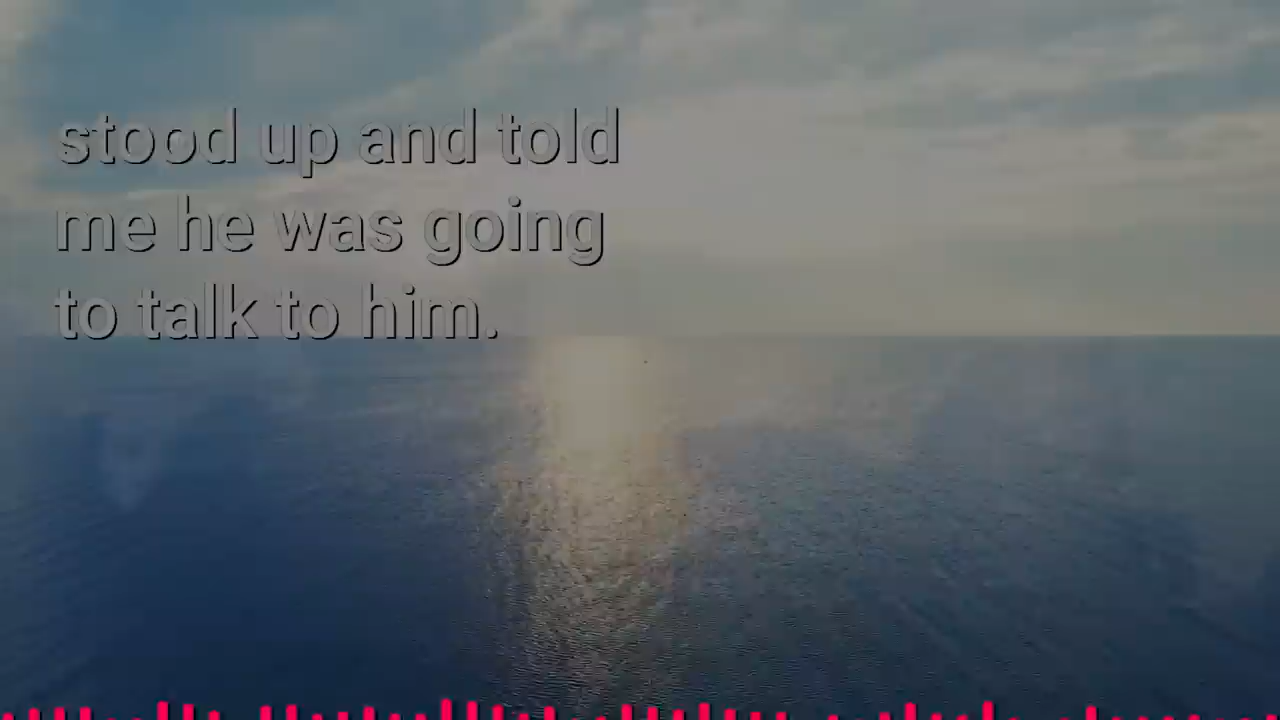 stood up and told
me he was going
to talk to him.